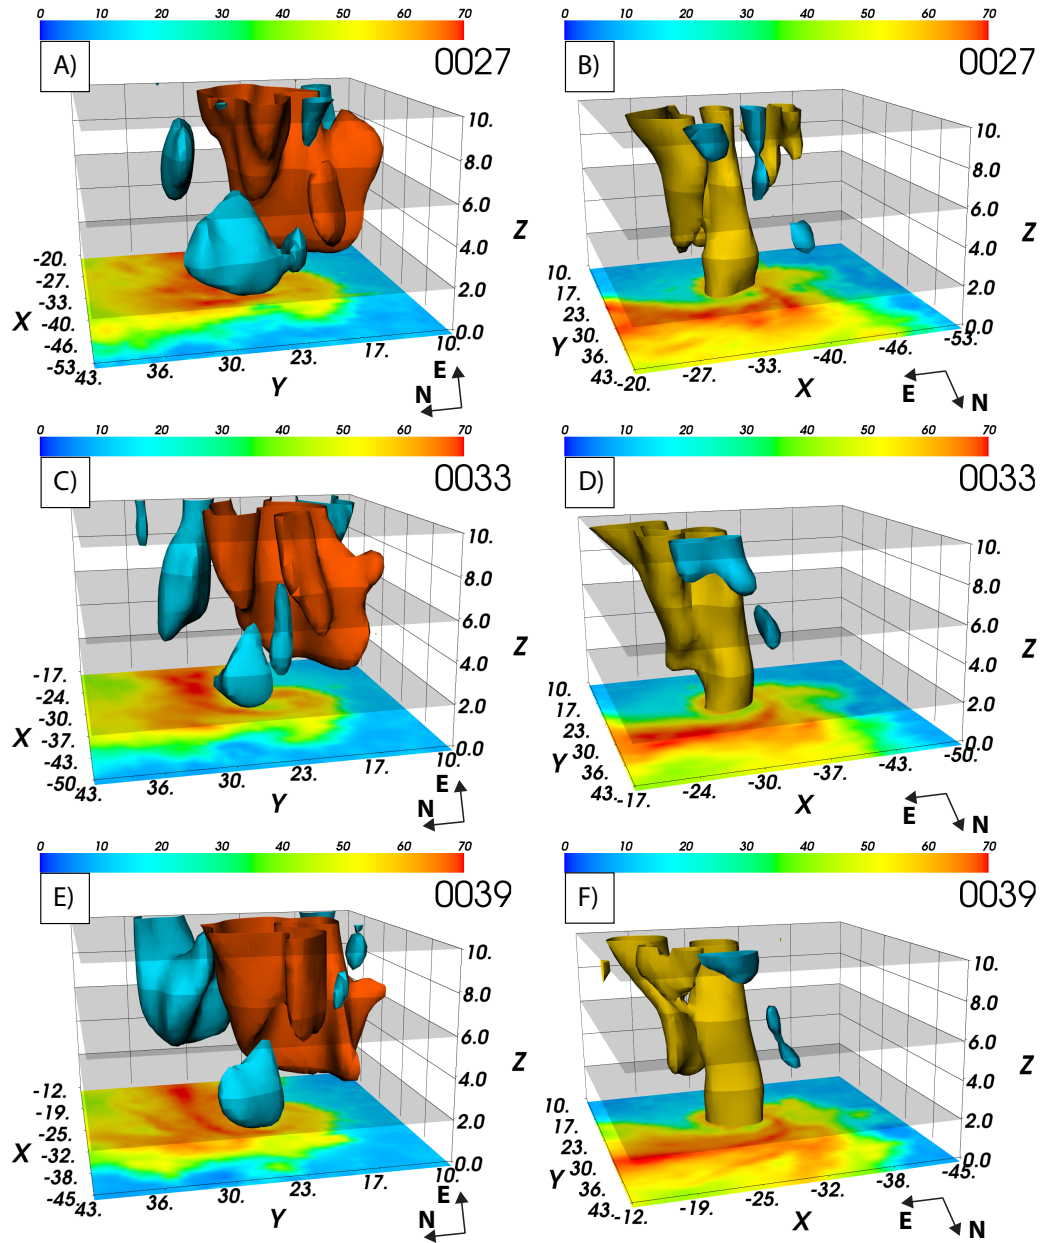 0 10 20 30 40 50 60 70
A) 0027
10.
8.0
6.0
4.0
2.0
0.0
Z
-20.
-27.
-33.
-40.
-46.
-53.
X
43. 36. 30. 23. 17. 10.
Y
E
N
0 10 20 30 40 50 60 70
B) 0027
10.
8.0
6.0
4.0
2.0
0.0
Z
10.
17.
23.
30.
36.
43.
Y
-20. -27. -33. -40. -46. -53.
X
E
N
0 10 20 30 40 50 60 70
C) 0033
10.
8.0
6.0
4.0
2.0
0.0
Z
-17.
-24.
-30.
-37.
-43.
-50.
X
43. 36. 30. 23. 17. 10.
Y
E
N
0 10 20 30 40 50 60 70
D) 0033
10.
8.0
6.0
4.0
2.0
0.0
Z
10.
17.
23.
30.
36.
43.
Y
-17. -24. -30. -37. -43. -50.
X
E
N
0 10 20 30 40 50 60 70
E) 0039
10.
8.0
6.0
4.0
2.0
0.0
Z
-12.
-19.
-25.
-32.
-38.
-45.
X
43. 36. 30. 23. 17. 10.
Y
E
N
0 10 20 30 40 50 60 70
F) 0039
10.
8.0
6.0
4.0
2.0
0.0
Z
10.
17.
23.
30.
36.
43.
Y
-12. -19. -25. -32. -38. -45.
X
E
N